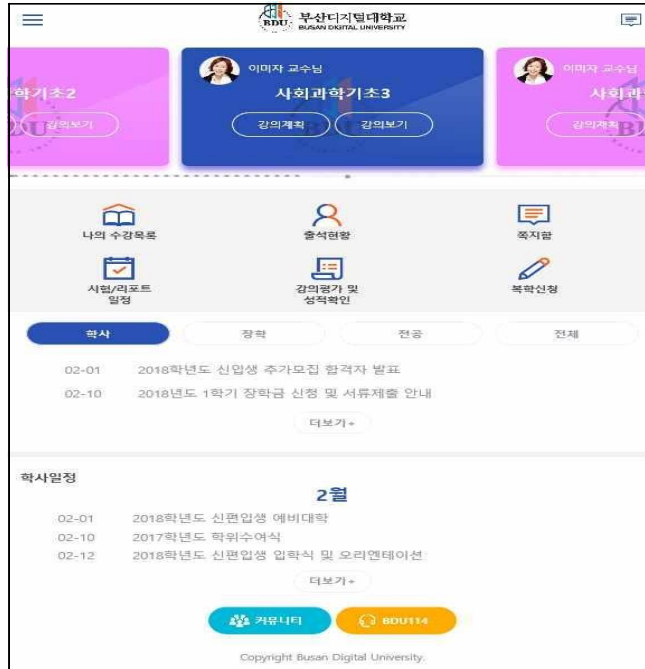 BDU 부산디지털대학교
BUSAN DIGITAL UNIVERSITY
학기초2
강의보기
이미자 교수님
사회과학기초3
강의계획 강의보기
이미자 교수님
사회과
강의계획
나의 수강목록 출석현황 쪽지함
시험/리포트 일정 강의평가 및 성적확인 복학신청
학사 장학 전공 전체
02-01 2018학년도 신입생 추가모집 합격자 발표
02-10 2018년도 1학기 장학금 신청 및 서류제출 안내
더보기+
학사일정
2월
02-01 2018학년도 신편입생 예비대학
02-10 2017학년도 학위수여식
02-12 2018학년도 신편입생 입학식 및 오리엔테이션
더보기+
커뮤니티 BDU114
Copyright Busan Digital University.